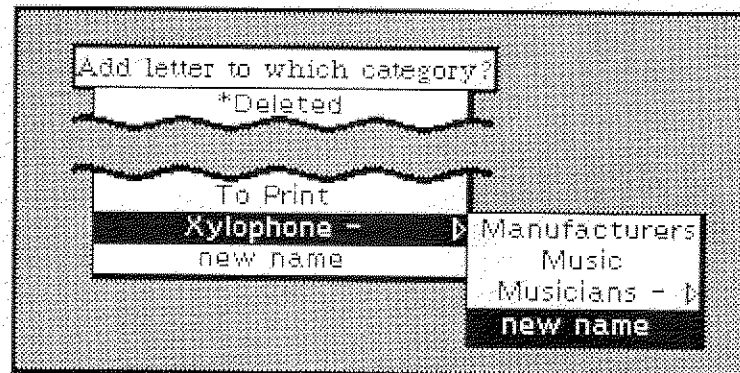 Add letter to which category?
*Deleted
To Print
Xylophone -
new name
Manufacturers
Music
Musicians -
new name